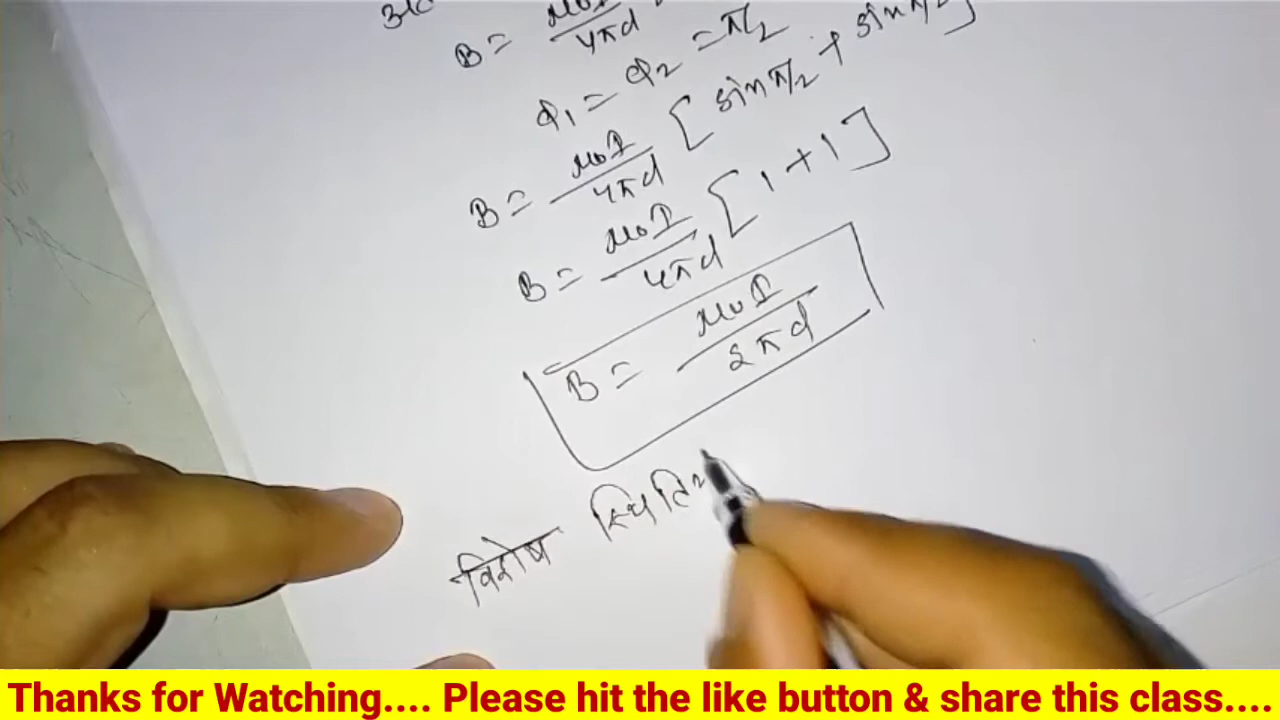 B = μ₀I/4πd
φ₁ = φ₂ = π/2
B = μ₀I/4πd [sin π/2 + sin π/2]
B = μ₀I/4πd [1 + 1]
B = μ₀I/2πd
विशेष
Thanks for Watching.... Please hit the like button & share this class....